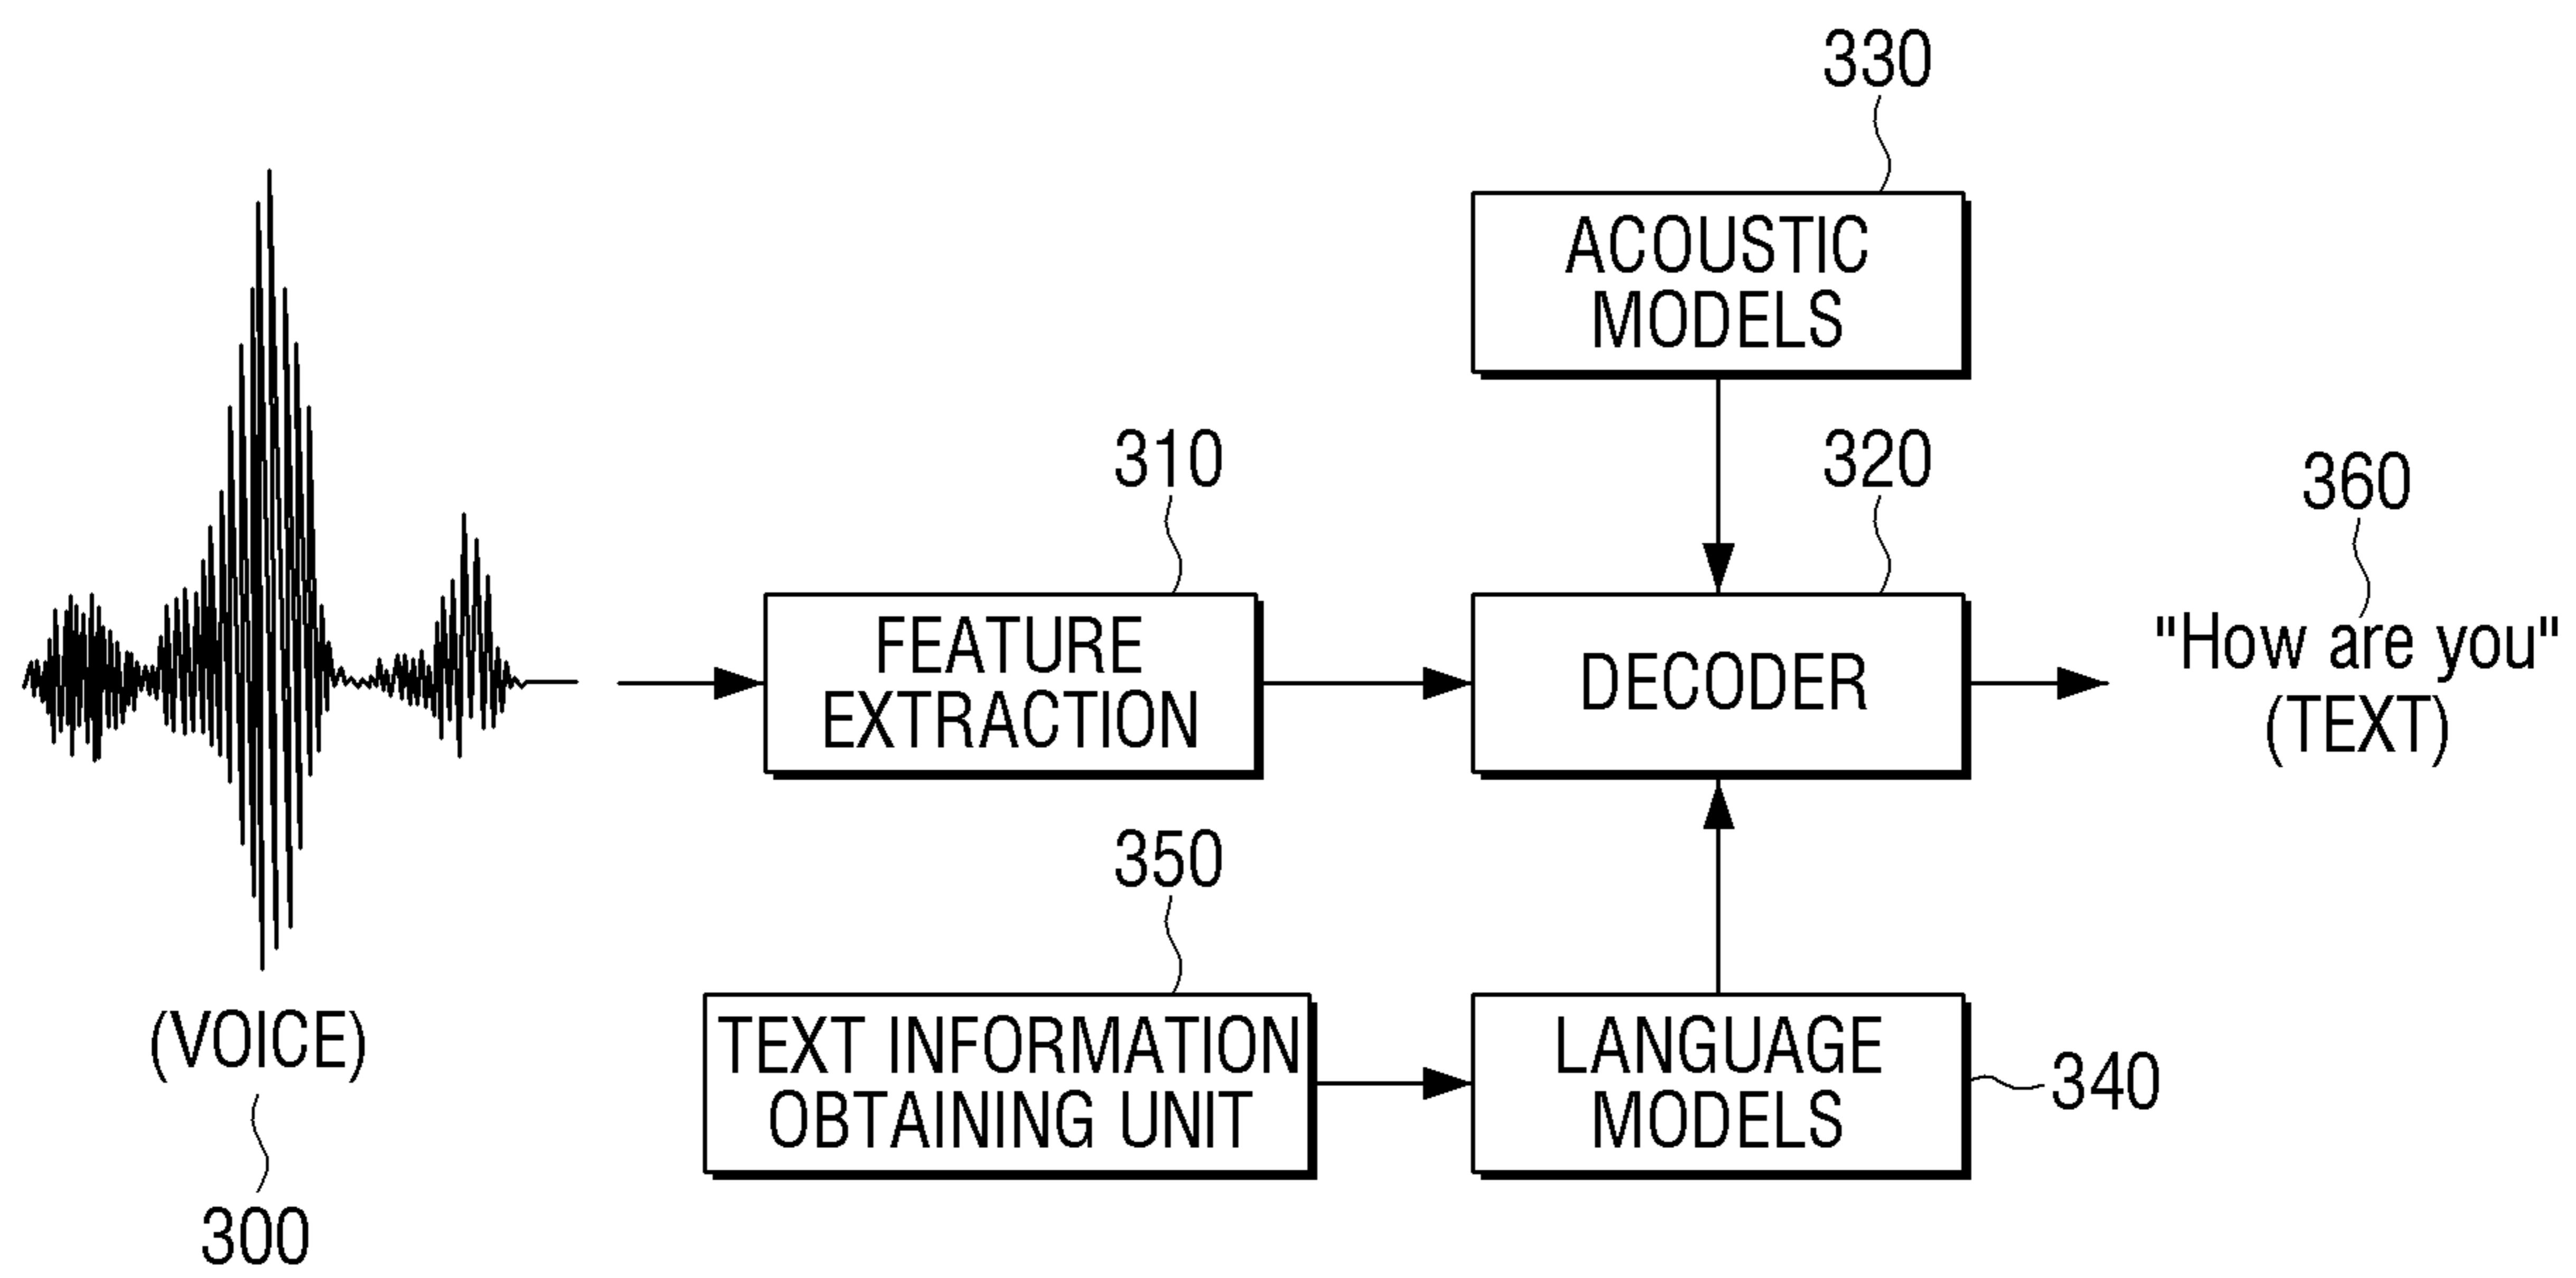 330
ACOUSTIC
MODELS
310
320
360
FEATURE
EXTRACTION
DECODER
"How are you"
(TEXT)
350
(VOICE)
300
TEXT INFORMATION
OBTAINING UNIT
LANGUAGE
MODELS
340